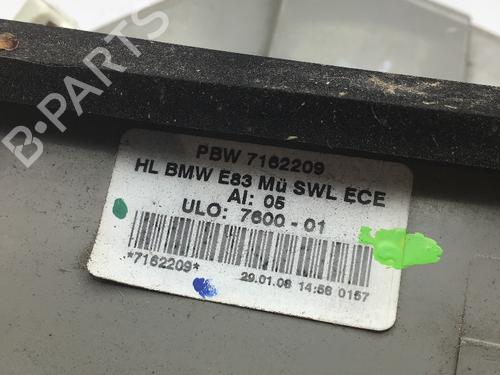 B-PARTS
PBW 7162209
HL BMW E83 Mü SWL ECE
AI: 05
ULO: 7600 - 01
*7162209*
29.01.08 14:56 0157